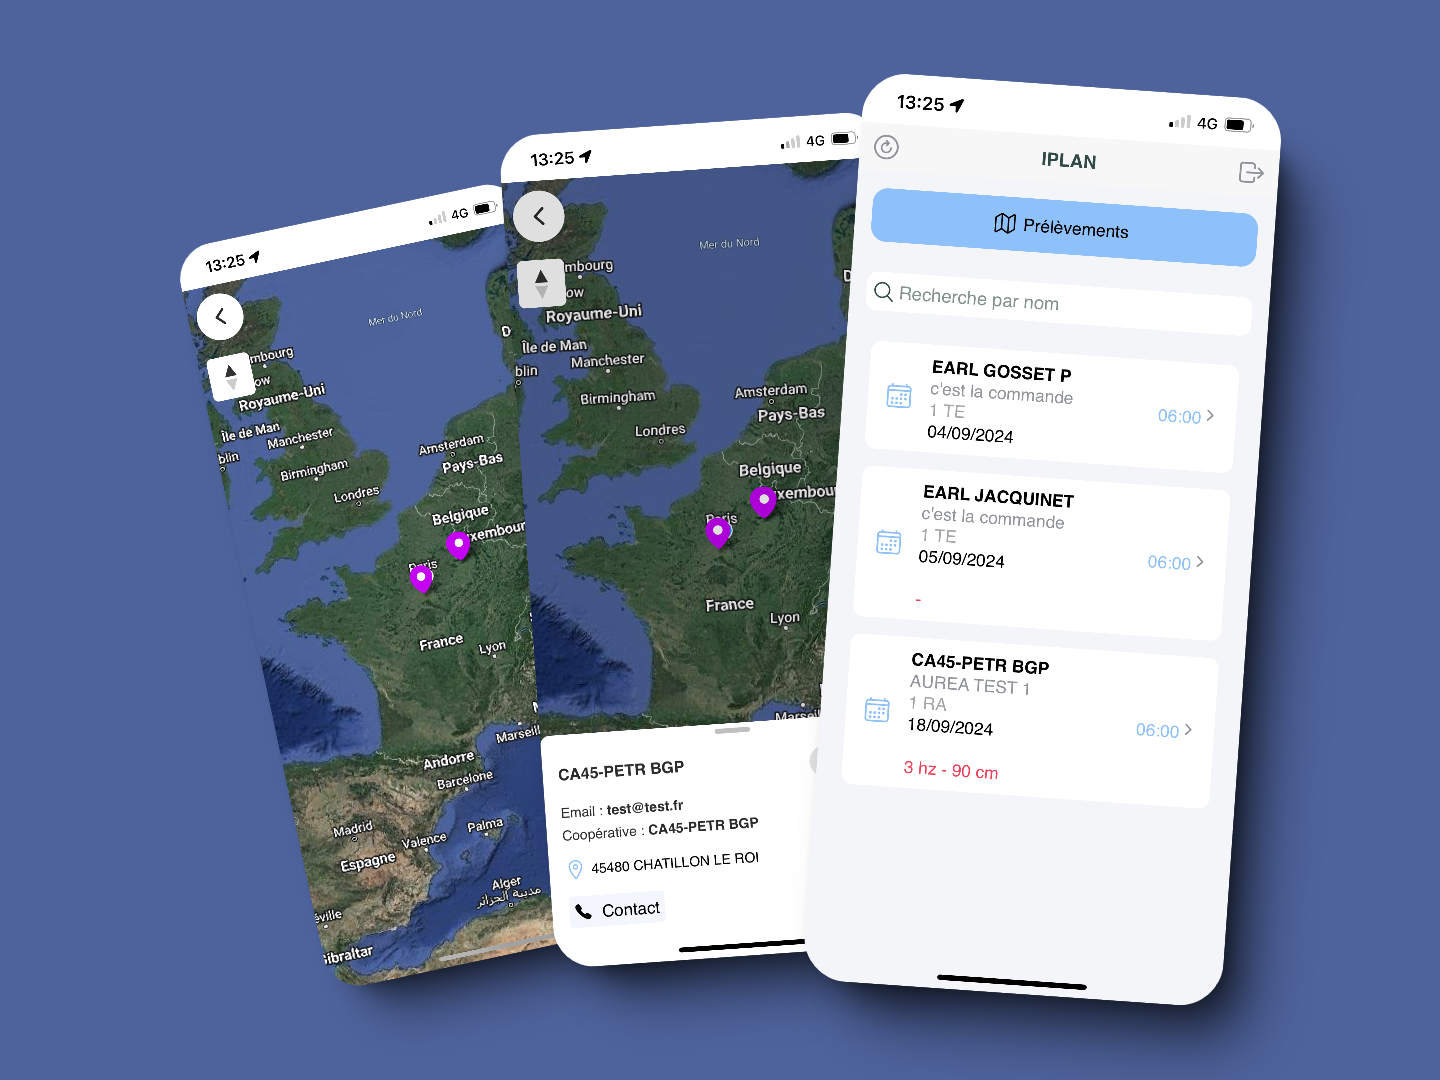 13:25
4G
mbourg
ow
Royaume-Uni
Île de Man
blin
Manchester
Birmingham
Londres
Mer du Nord
D
Amsterdam
Pays-Bas
Belgique
xembour
Paris
France
Lyon
Marseill
Andorre
Barcelone
Madrid
Valence
Palma
Espagne
Alger
مدينة الجزائر
éville
Gibraltar
13:25
4G
Mer du Nord
mbourg
ow
Royaume-Uni
Île de Man
blin
Manchester
Birmingham
Londres
D
Amsterdam
Pays-Bas
Belgique
xembour
Paris
France
Lyon
Marseil
CA45-PETR BGP
Email : test@test.fr
Coopérative : CA45-PETR BGP
45480 CHATILLON LE ROI
Contact
13:25
4G
IPLAN
Prélèvements
Recherche par nom
EARL GOSSET P
c'est la commande
1 TE
04/09/2024
06:00
EARL JACQUINET
c'est la commande
1 TE
05/09/2024
06:00
-
CA45-PETR BGP
AUREA TEST 1
1 RA
18/09/2024
06:00
3 hz - 90 cm